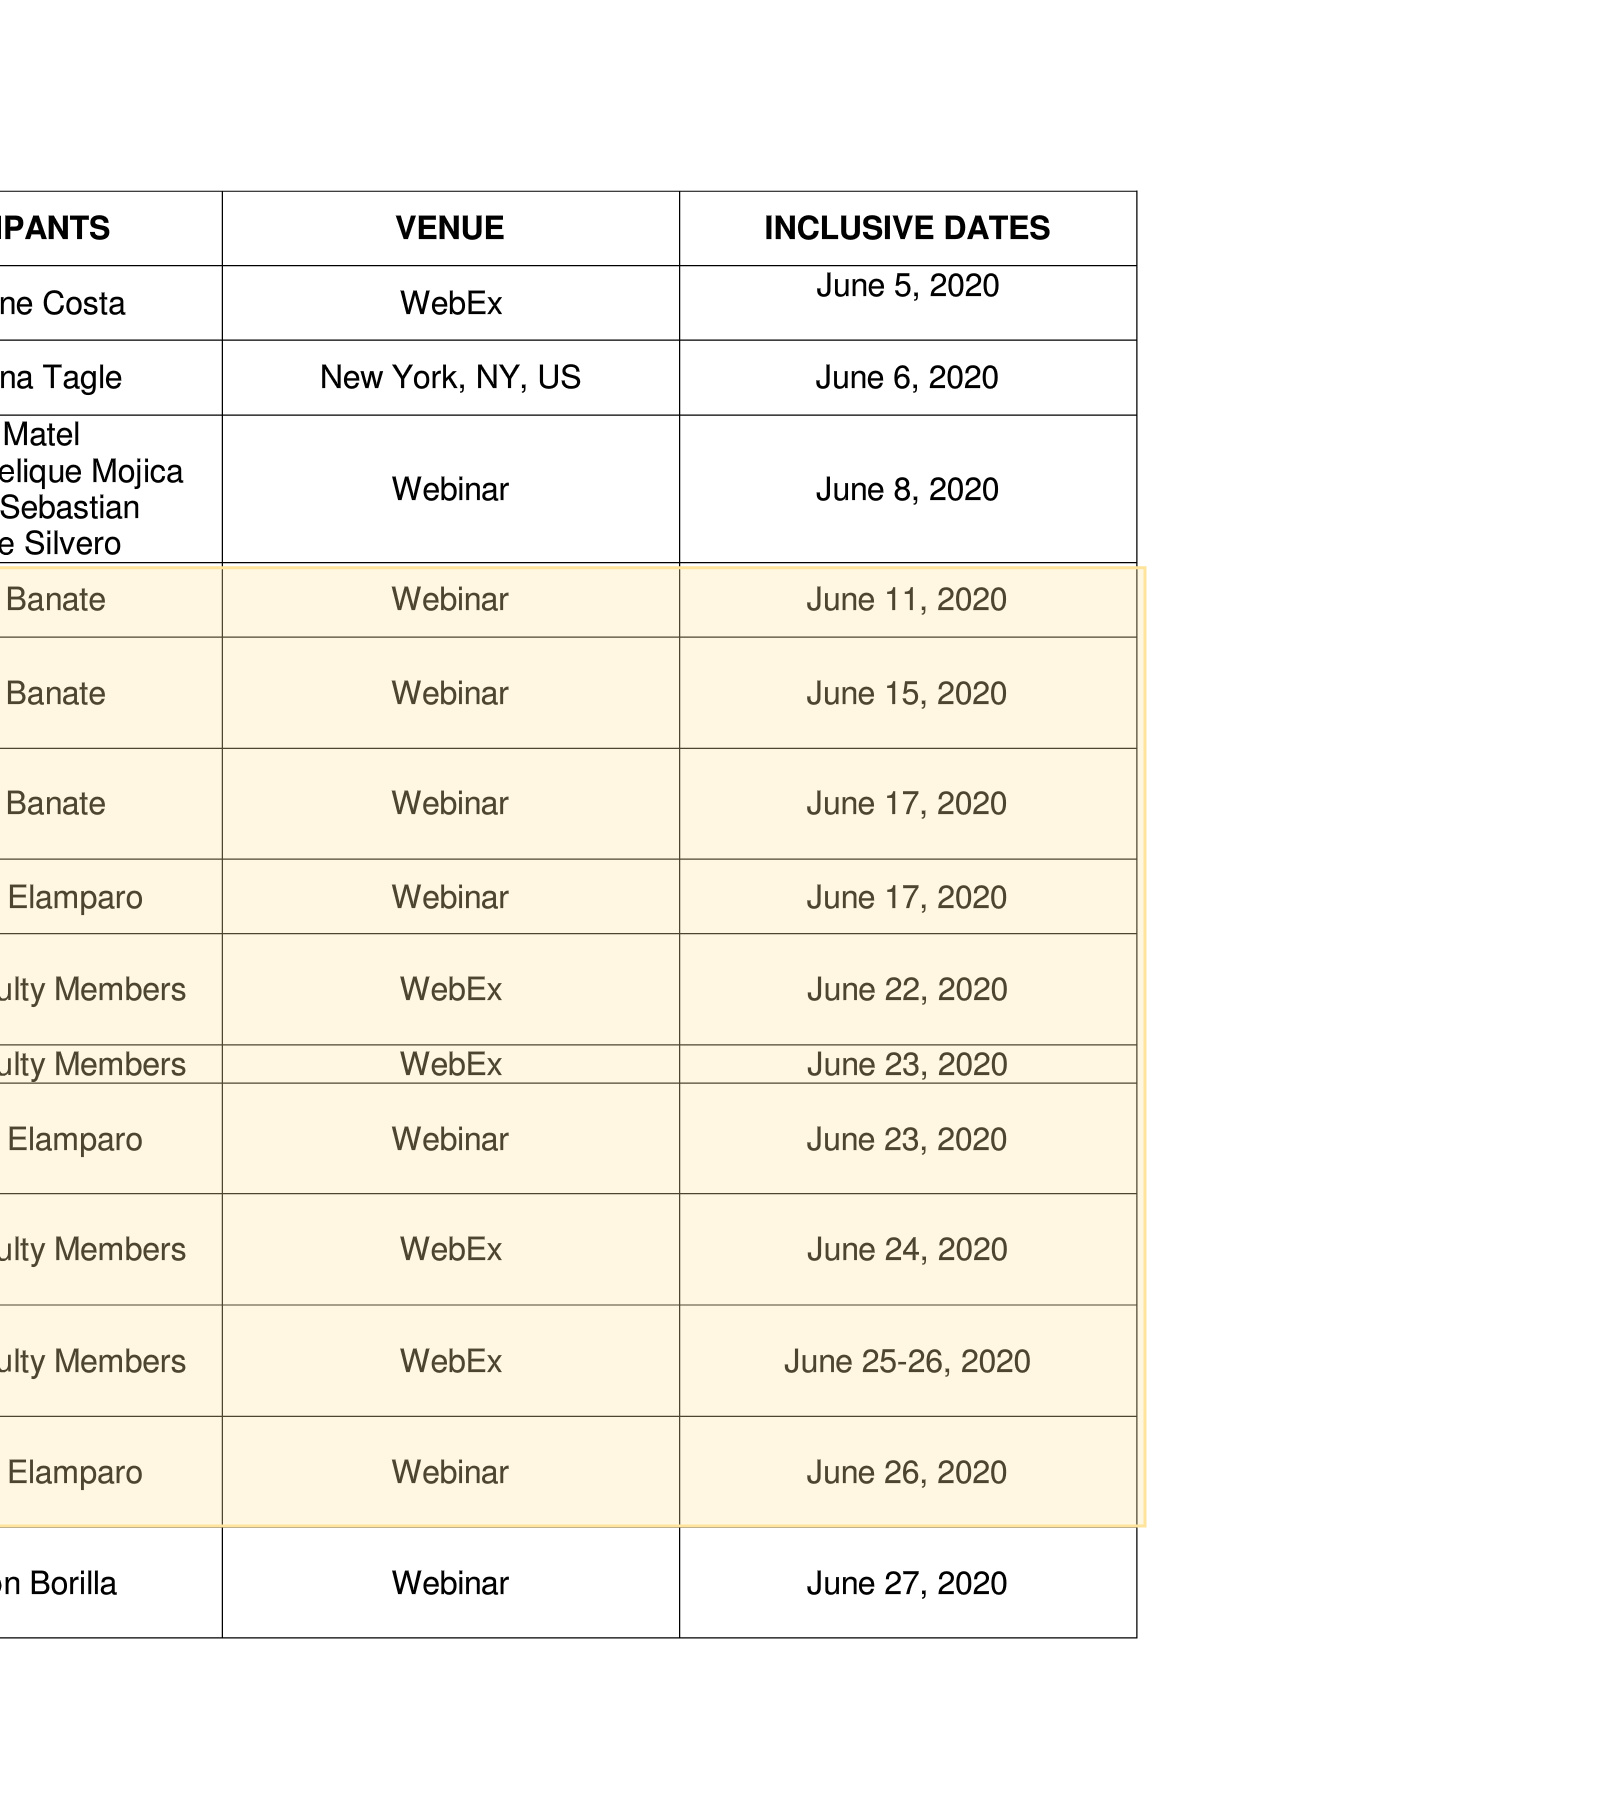 IPANTS VENUE INCLUSIVE DATES
ne Costa WebEx June 5, 2020
na Tagle New York, NY, US June 6, 2020
Matel
elique Mojica
Sebastian
e Silvero
Webinar June 8, 2020
Banate Webinar June 11, 2020
Banate Webinar June 15, 2020
Banate Webinar June 17, 2020
Elamparo Webinar June 17, 2020
ulty Members WebEx June 22, 2020
ulty Members WebEx June 23, 2020
Elamparo Webinar June 23, 2020
ulty Members WebEx June 24, 2020
ulty Members WebEx June 25-26, 2020
Elamparo Webinar June 26, 2020
on Borilla Webinar June 27, 2020